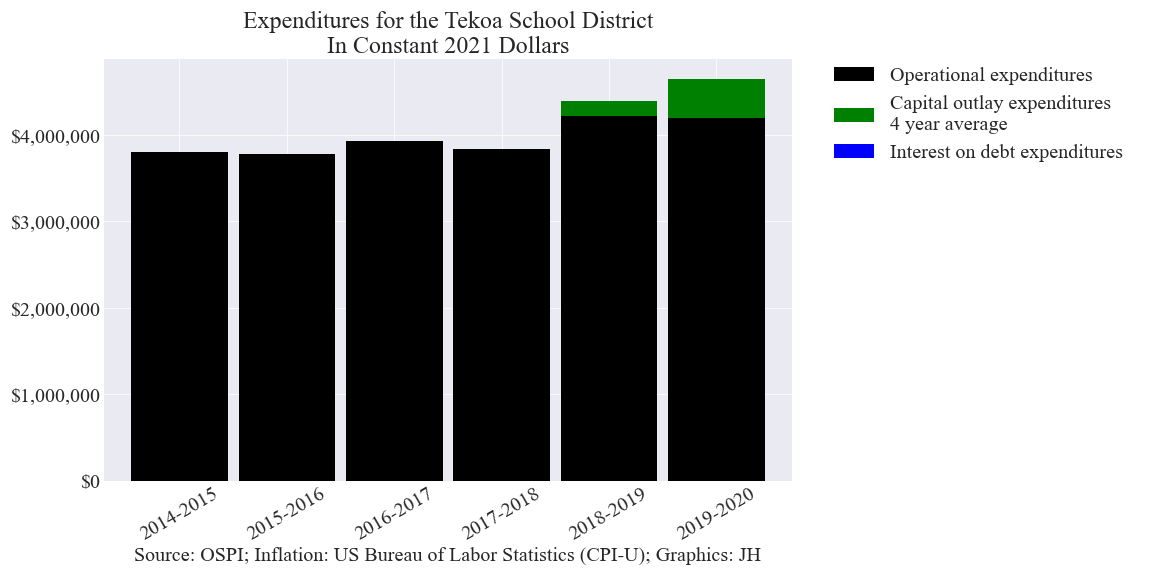 Expenditures for the Tekoa School District
In Constant 2021 Dollars
Operational expenditures
Capital outlay expenditures
4 year average
Interest on debt expenditures
$4,000,000
$3,000,000
$2,000,000
$1,000,000
$0
2014-2015
2015-2016
2016-2017
2017-2018
2018-2019
2019-2020
Source: OSPI; Inflation: US Bureau of Labor Statistics (CPI-U); Graphics: JH